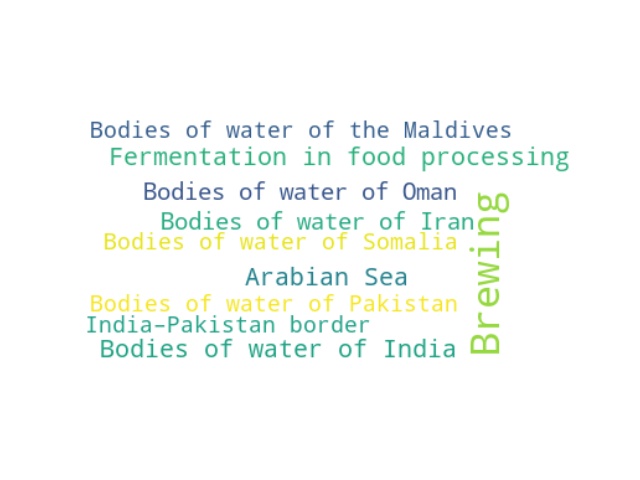 Bodies of water of the Maldives
Fermentation in food processing
Bodies of water of Oman
Bodies of water of Iran
Bodies of water of Somalia
Arabian Sea
Bodies of water of Pakistan
India–Pakistan border
Bodies of water of India
Brewing